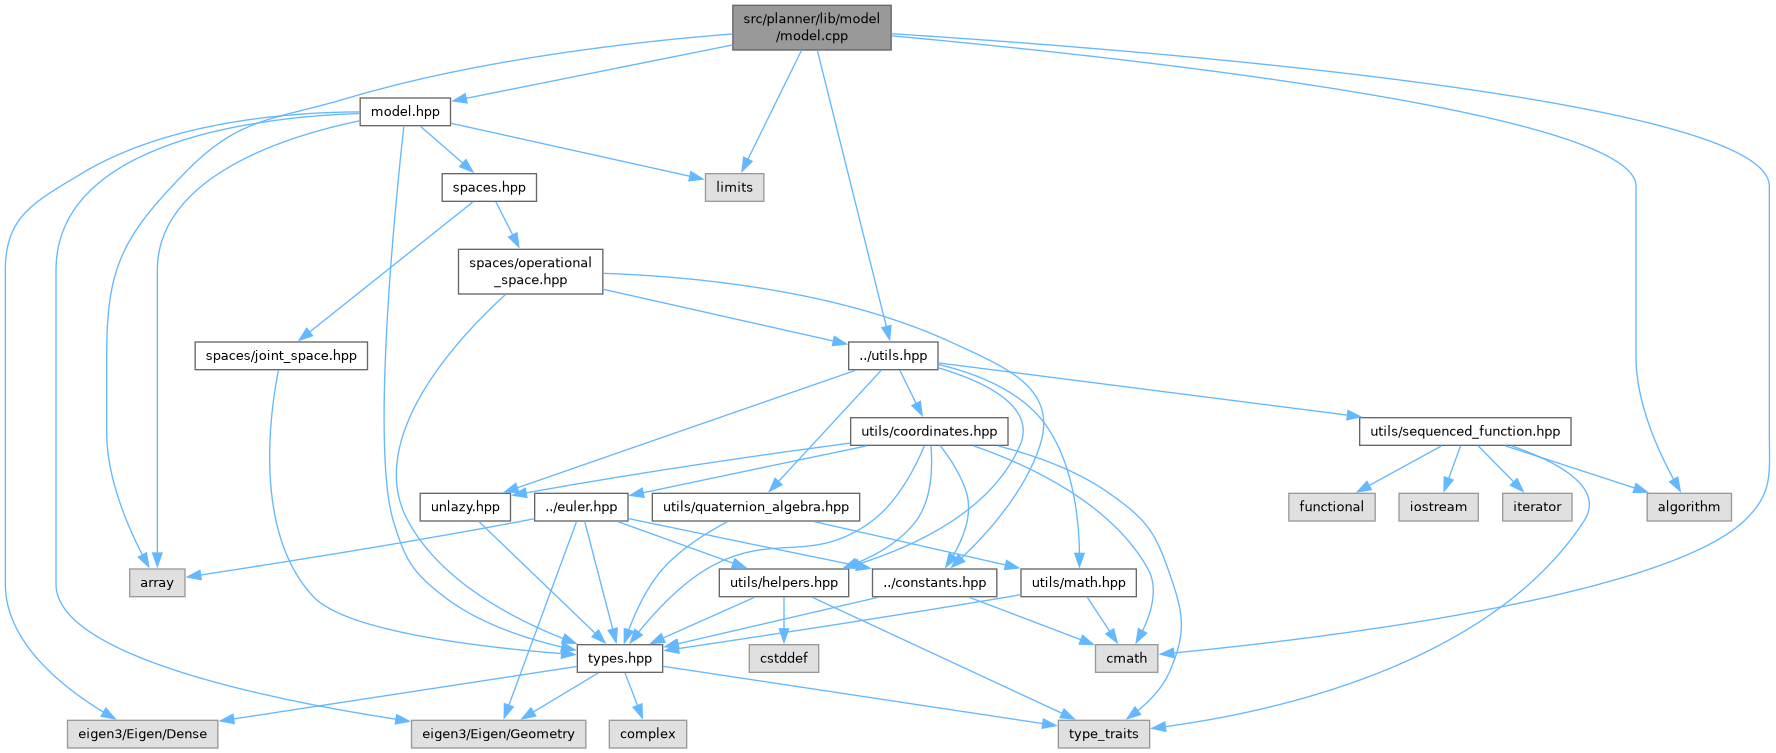 src/planner/lib/model
/model.cpp
model.hpp
spaces.hpp
limits
spaces/operational
_space.hpp
spaces/joint_space.hpp
../utils.hpp
utils/coordinates.hpp
utils/sequenced_function.hpp
unlazy.hpp
../euler.hpp
utils/quaternion_algebra.hpp
functional
iostream
iterator
algorithm
array
utils/helpers.hpp
../constants.hpp
utils/math.hpp
types.hpp
cstddef
cmath
eigen3/Eigen/Dense
eigen3/Eigen/Geometry
complex
type_traits